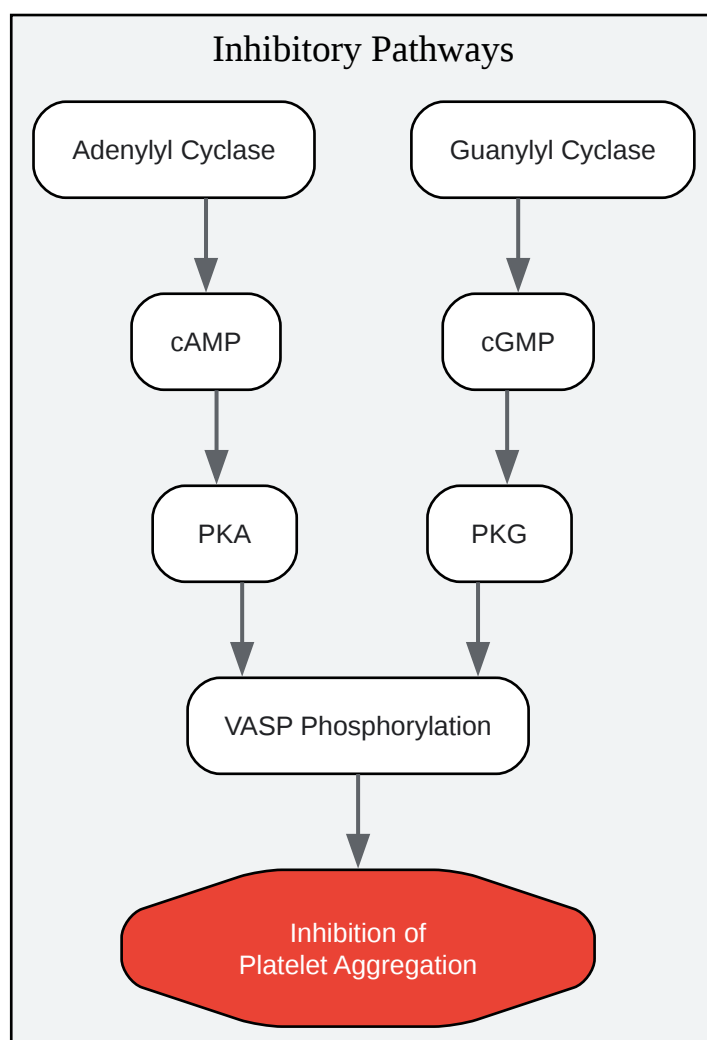 Inhibitory Pathways
Adenylyl Cyclase
Guanylyl Cyclase
cAMP
cGMP
PKA
PKG
VASP Phosphorylation
Inhibition of
Platelet Aggregation